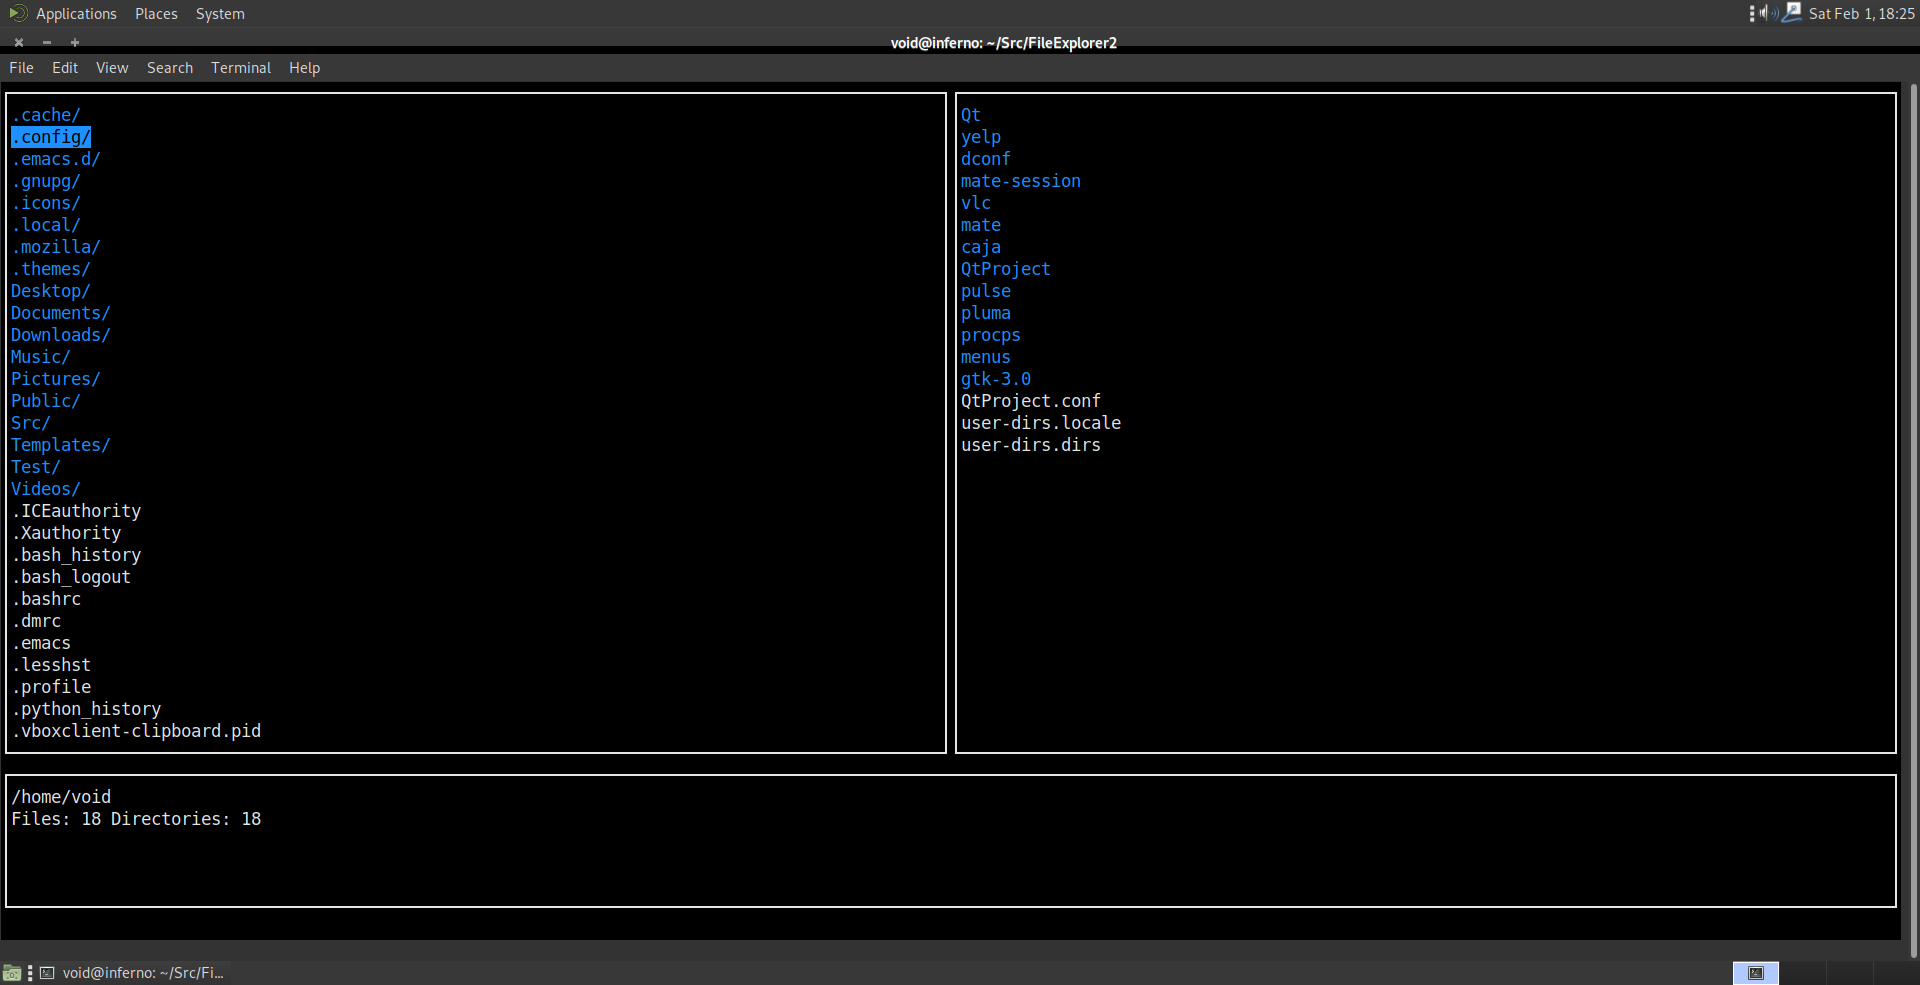 Applications Places System
Sat Feb 1, 18:25
void@inferno: ~/Src/FileExplorer2
File Edit View Search Terminal Help
.cache/
.config/
.emacs.d/
.gnupg/
.icons/
.local/
.mozilla/
.themes/
Desktop/
Documents/
Downloads/
Music/
Pictures/
Public/
Src/
Templates/
Test/
Videos/
.ICEauthority
.Xauthority
.bash_history
.bash_logout
.bashrc
.dmrc
.emacs
.lesshst
.profile
.python_history
.vboxclient-clipboard.pid
Qt
yelp
dconf
mate-session
vlc
mate
caja
QtProject
pulse
pluma
procps
menus
gtk-3.0
QtProject.conf
user-dirs.locale
user-dirs.dirs
/home/void
Files: 18 Directories: 18
void@inferno: ~/Src/Fi...